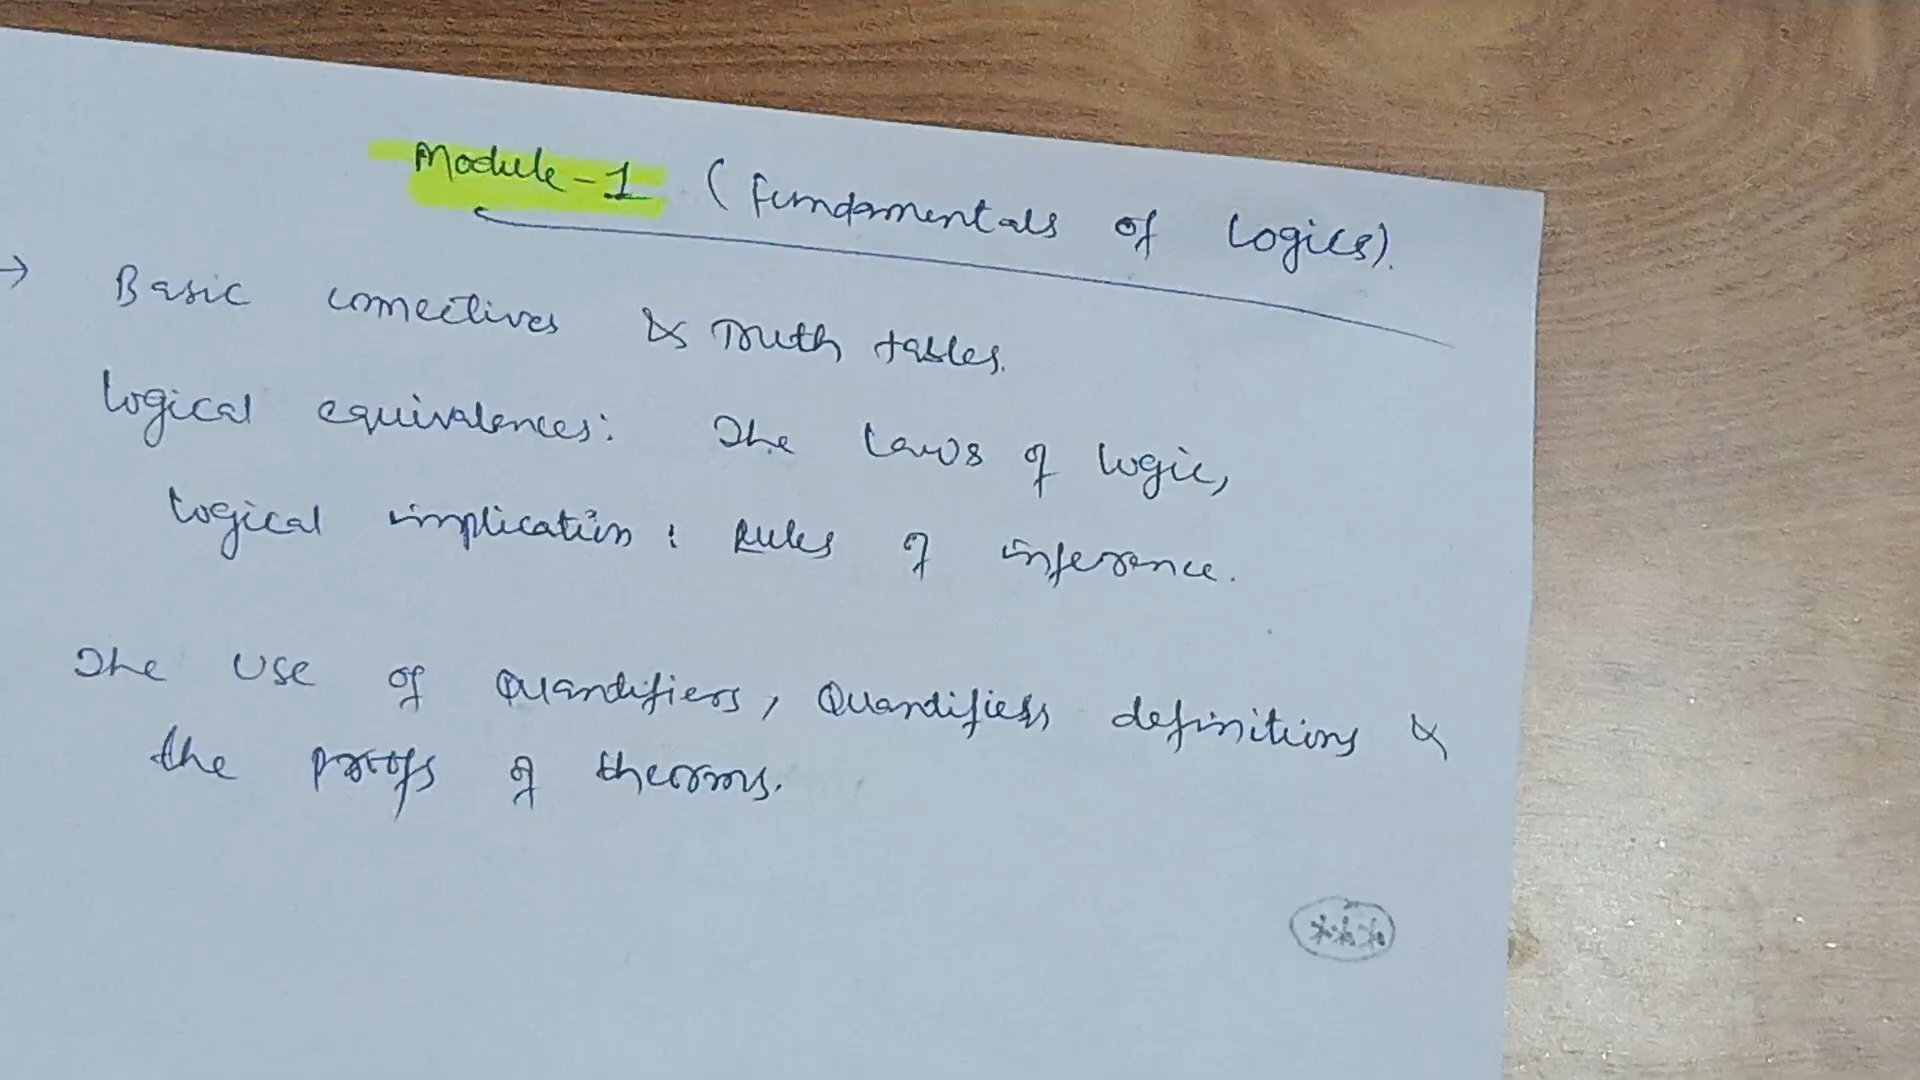 Module-1 (Fundamentals of Logics).
→ Basic connectives & Truth tables.
Logical equivalences: The Laws of Logic,
Logical implication: Rules of inference.
The use of Quantifiers, Quantifiers definitions &
the proofs of theorms.
***